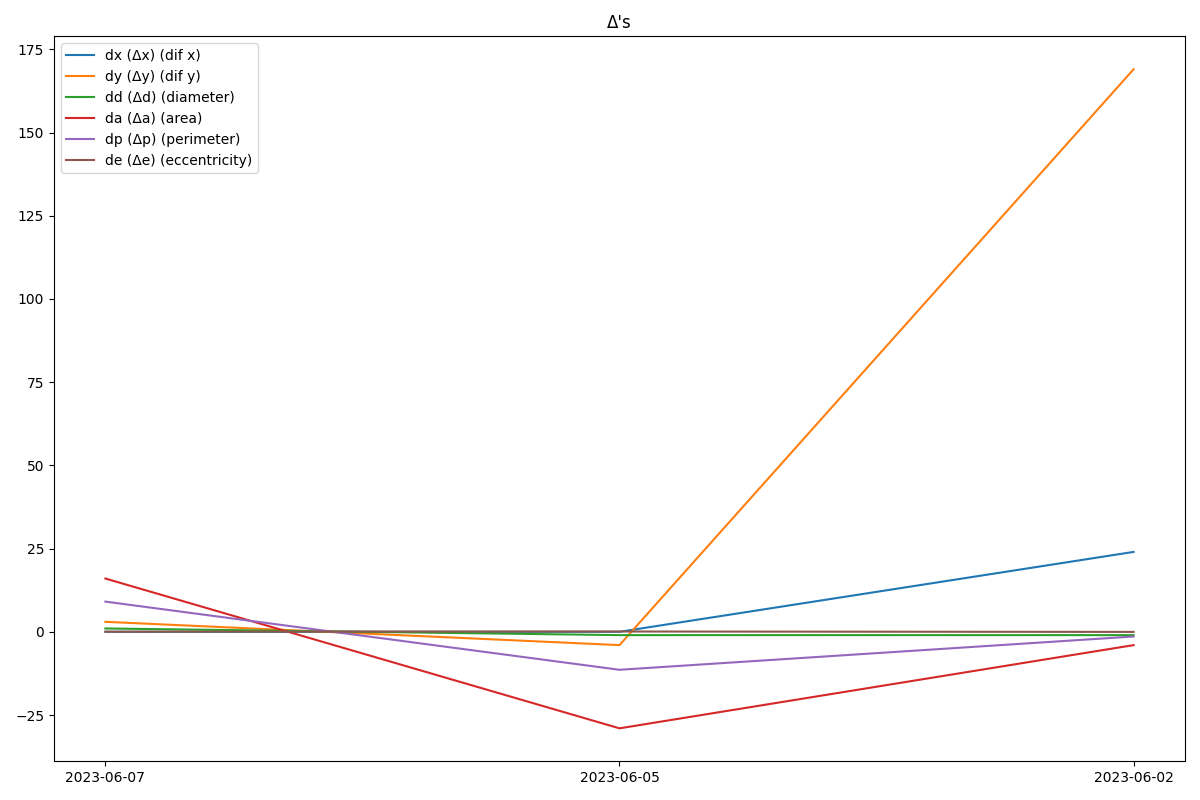 Δ's
175
150
125
100
75
50
25
0
−25
dx (Δx) (dif x)
dy (Δy) (dif y)
dd (Δd) (diameter)
da (Δa) (area)
dp (Δp) (perimeter)
de (Δe) (eccentricity)
2023-06-07
2023-06-05
2023-06-02